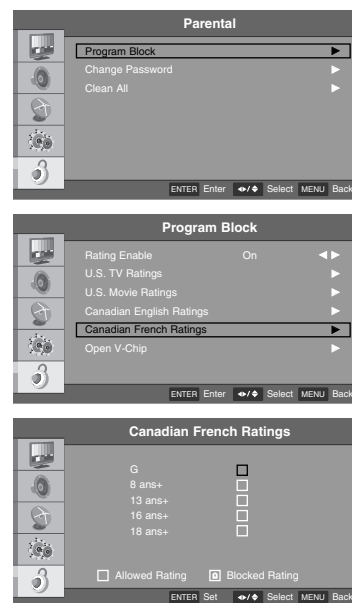 Parental
Program Block
Change Password
Clean All
ENTER Enter Select MENU Back
Program Block
Rating Enable On
U.S. TV Ratings
U.S. Movie Ratings
Canadian English Ratings
Canadian French Ratings
Open V-Chip
ENTER Enter Select MENU Back
Canadian French Ratings
G
8 ans+
13 ans+
16 ans+
18 ans+
Allowed Rating Blocked Rating
ENTER Set Select MENU Back